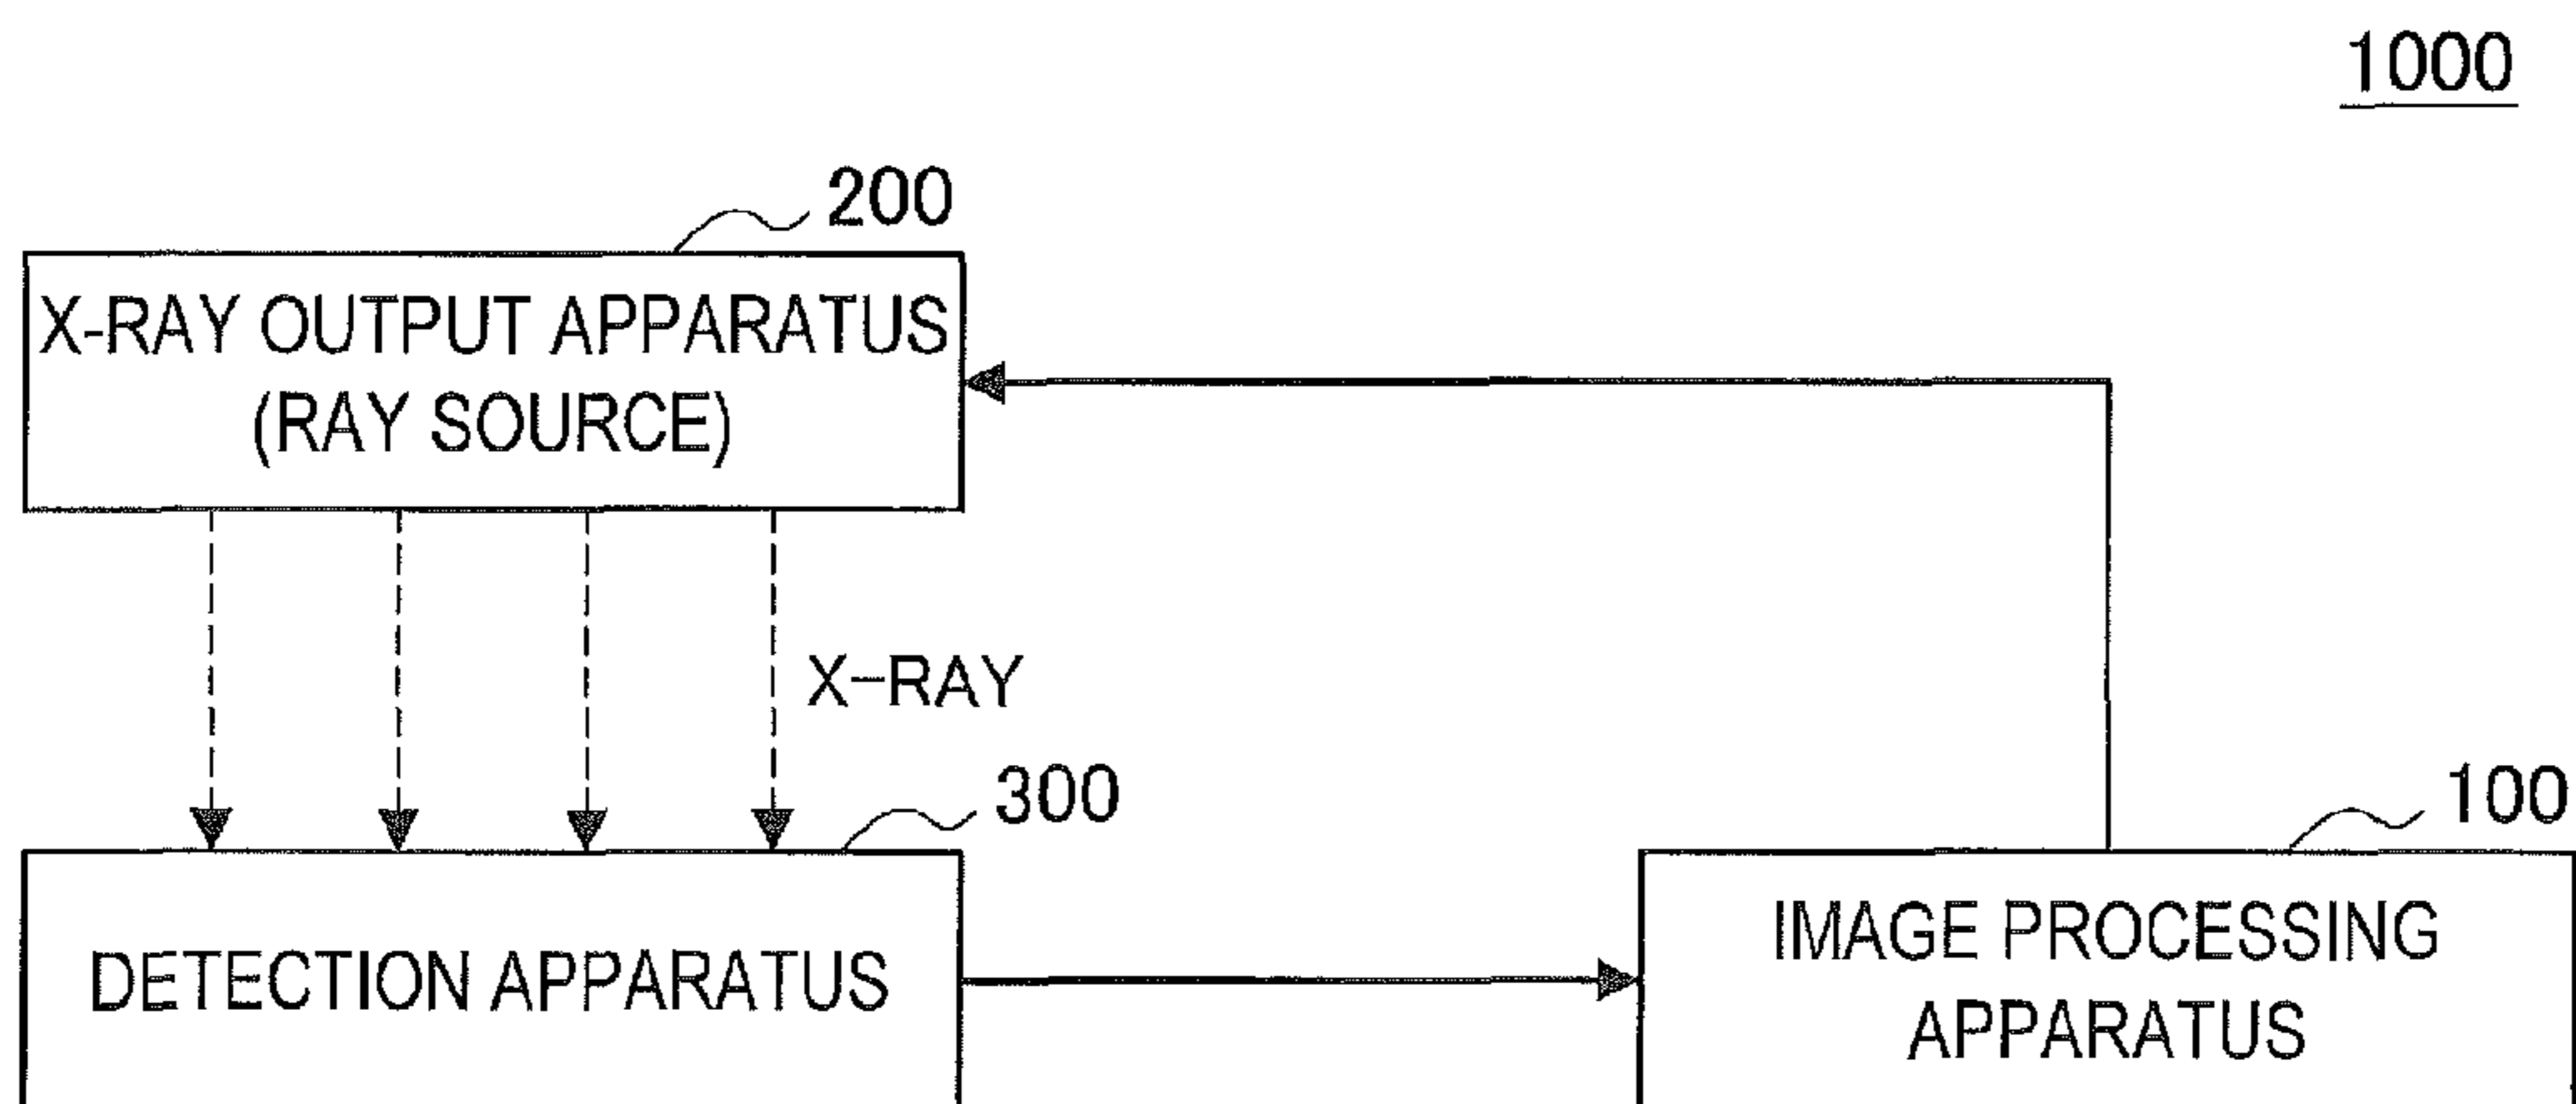 1000
200
X-RAY OUTPUT APPARATUS
(RAY SOURCE)
X-RAY
300
DETECTION APPARATUS
100
IMAGE PROCESSING
APPARATUS